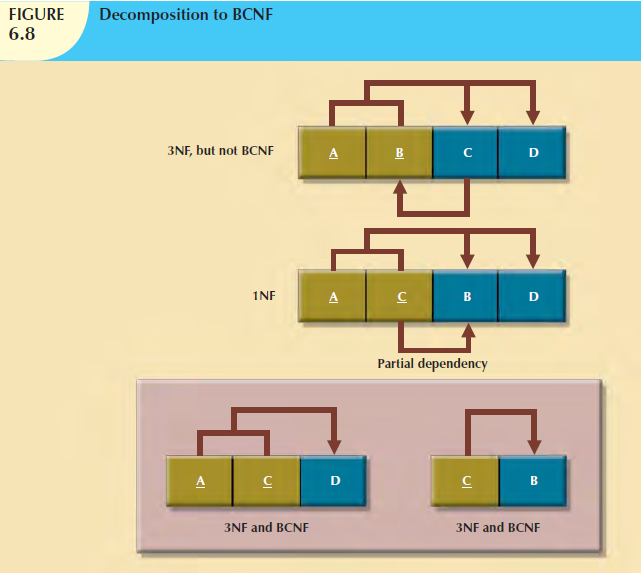 FIGURE
6.8
Decomposition to BCNF
3NF, but not BCNF
A B C D
1NF
A C B D
Partial dependency
A C D
C B
3NF and BCNF
3NF and BCNF